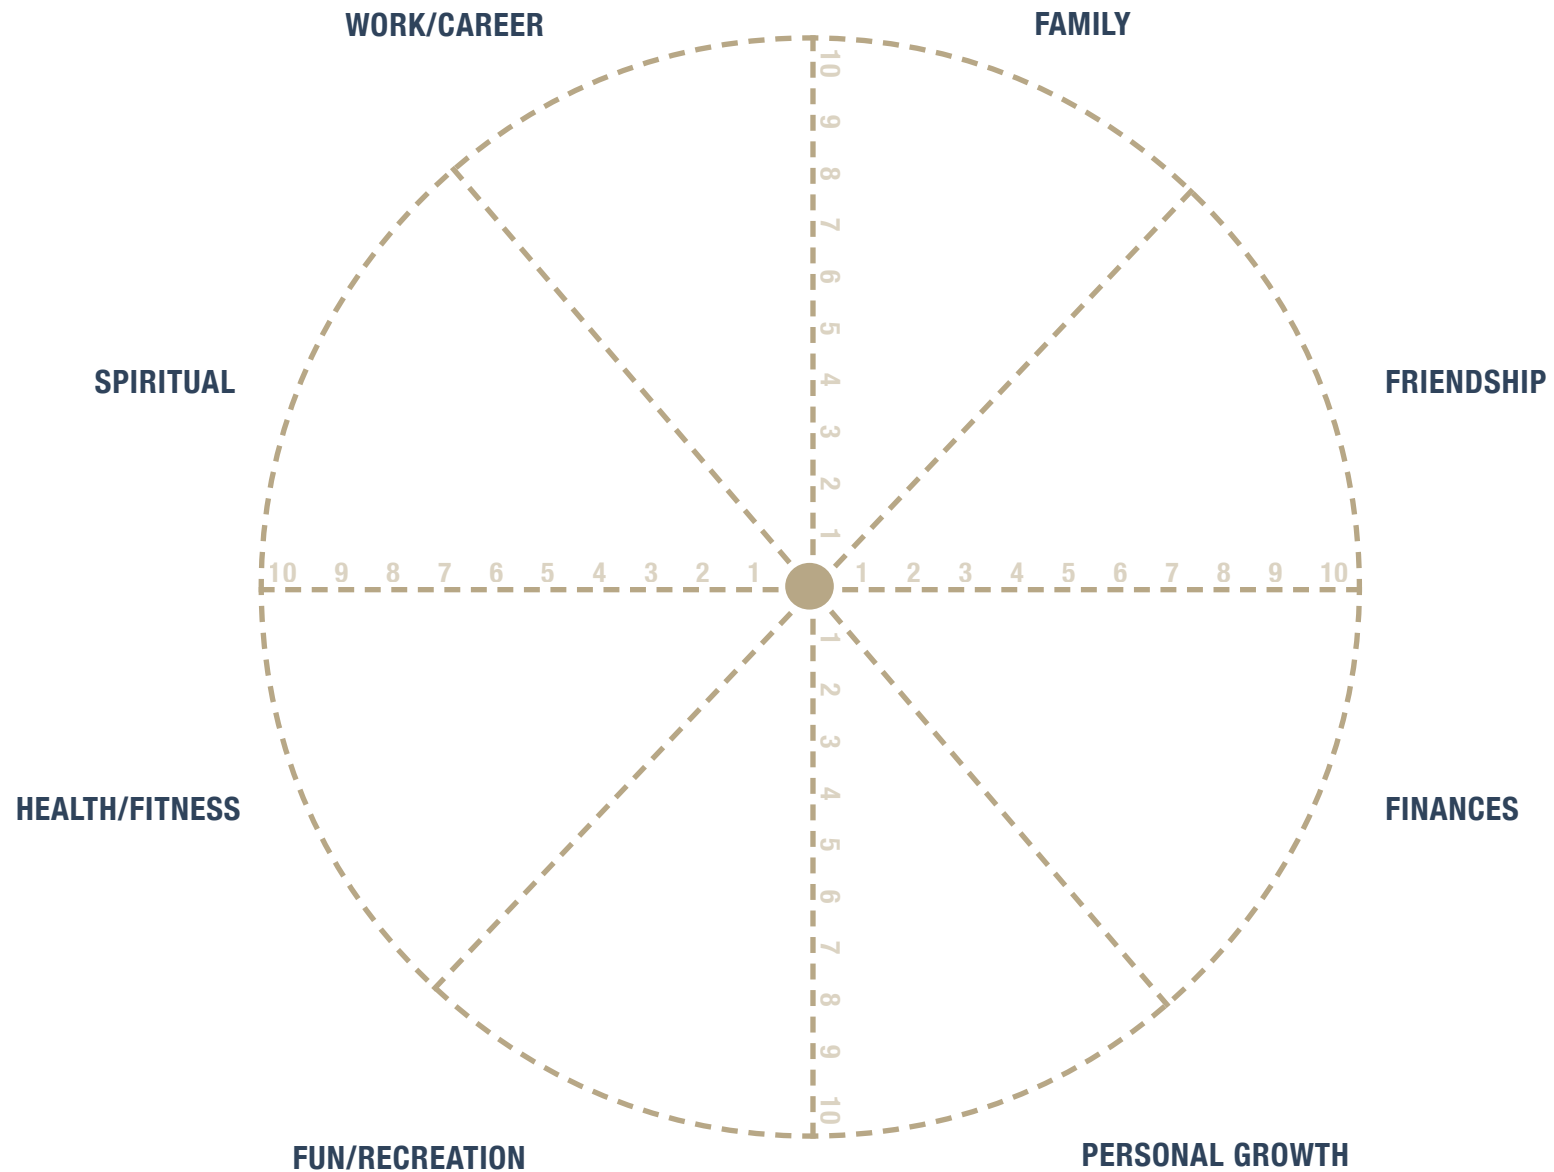 WORK/CAREER
FAMILY
10
9
8
7
6
5
4
3
2
1
SPIRITUAL
FRIENDSHIP
10 9 8 7 6 5 4 3 2 1
1 2 3 4 5 6 7 8 9 10
1
2
3
4
5
6
7
8
9
10
HEALTH/FITNESS
FINANCES
FUN/RECREATION
PERSONAL GROWTH